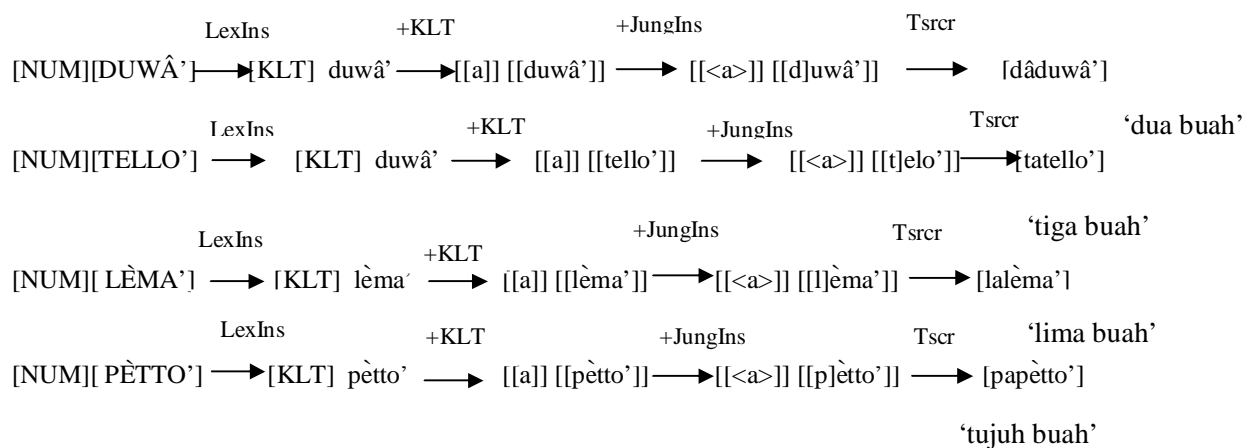 LexIns +KLT +JungIns Tsrcr
[NUM][DUWÂ’] [KLT] duwâ’ [[a]] [[duwâ’]] [[<a>]] [[d]uwâ’]] [dâduwâ’]
LexIns +KLT +JungIns Tsrcr ‘dua buah’
[NUM][TELLO’] [KLT] duwâ’ [[a]] [[tello’]] [[<a>]] [[t]elo’]] [tatello’]
LexIns +KLT +JungIns Tsrcr ‘tiga buah’
[NUM][ LÈMA’] [KLT] lèma’ [[a]] [[lèma’]] [[<a>]] [[l]èma’]] [lalèma’]
LexIns +KLT +JungIns Tscr ‘lima buah’
[NUM][ PÈTTO’] [KLT] pètto’ [[a]] [[pètto’]] [[<a>]] [[p]ètto’]] [papètto’]
‘tujuh buah’